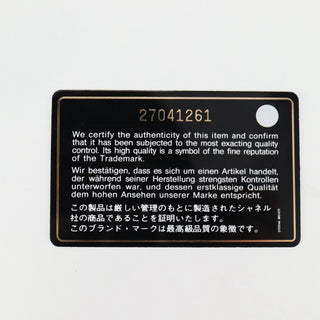 27041261
We certify the authenticity of this item and confirm
that it has been subjected to the most exacting quality
control. Its high quality is a symbol of the fine reputation
of the Trademark.
Wir bestätigen, dass es sich um einen Artikel handelt,
der während seiner Herstellung strengsten Kontrollen
unterworfen war, und dessen erstklassige Qualität
dem hohen Ansehen unserer Marke entspricht.
この製品は厳しい管理のもとに製造されたシャネル
社の商品であることを証明いたします。
このブランド・マークは最高級品質の象徴です。